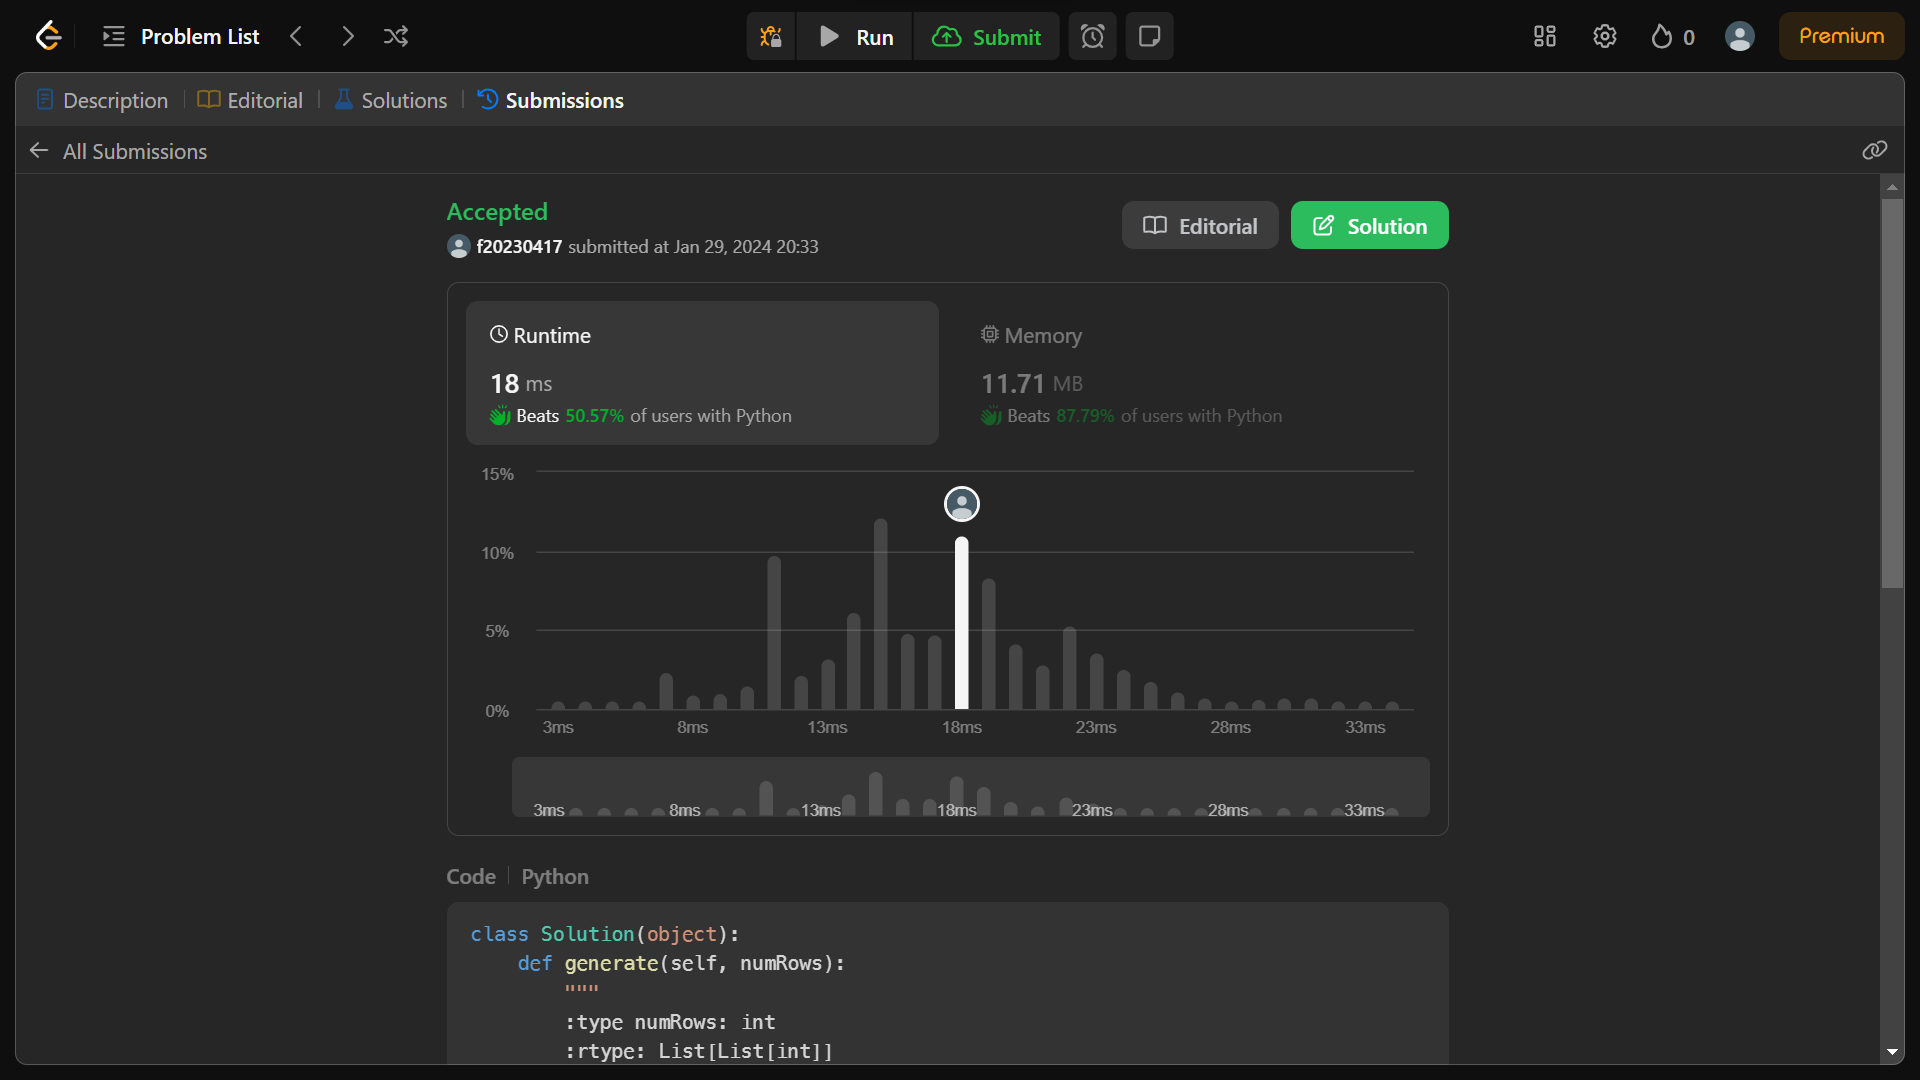 Problem List
Run
Submit
0
Premium
Description
Editorial
Solutions
Submissions
All Submissions
Accepted
f20230417 submitted at Jan 29, 2024 20:33
Editorial
Solution
Runtime
18 ms
Beats 50.57% of users with Python
Memory
11.71 MB
Beats 87.79% of users with Python
15%
10%
5%
0%
3ms 8ms 13ms 18ms 23ms 28ms 33ms
3ms 8ms 13ms 18ms 23ms 28ms 33ms
Code
Python
class Solution(object):
    def generate(self, numRows):
        """
        :type numRows: int
        :rtype: List[List[int]]